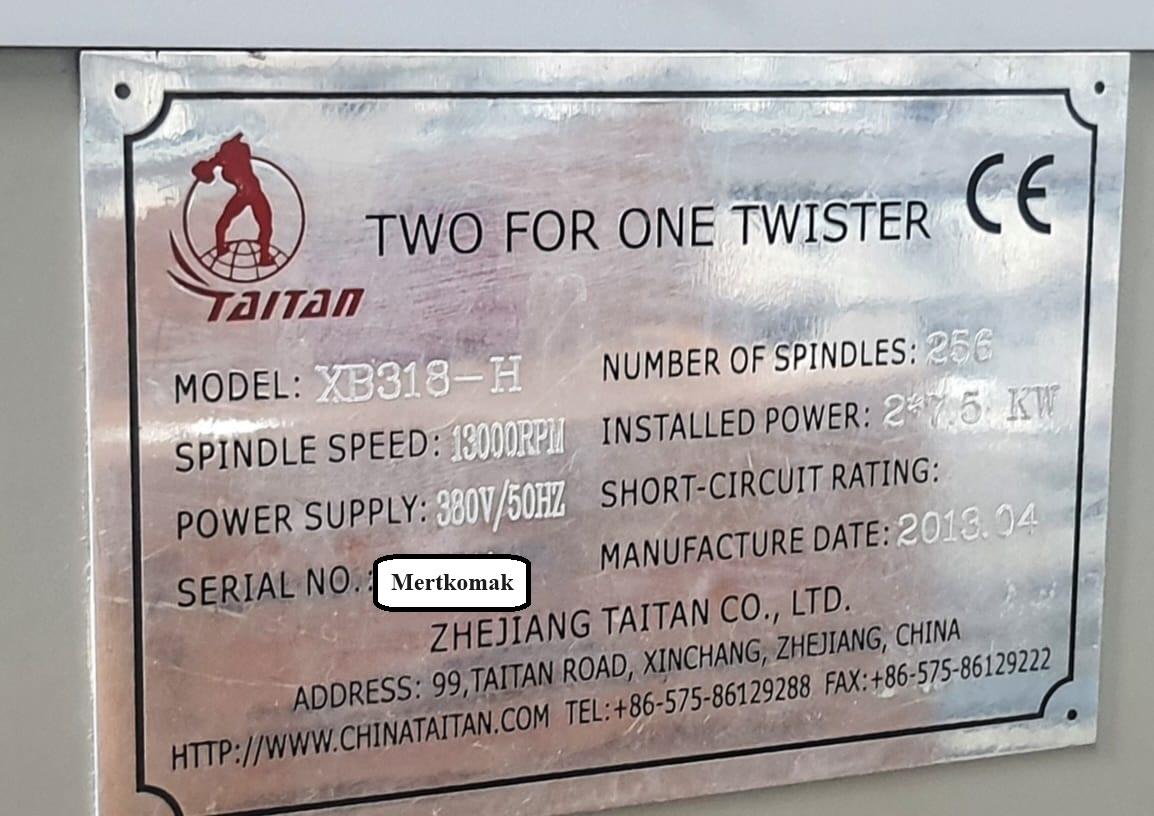 TAITAN
TWO FOR ONE TWISTER CE
MODEL: XB318-H
SPINDLE SPEED: 13000RPM
POWER SUPPLY: 380V/50HZ
SERIAL NO.:
Mertkomak
NUMBER OF SPINDLES: 256
INSTALLED POWER: 2*7.5 KW
SHORT-CIRCUIT RATING:
MANUFACTURE DATE: 2013.04
ZHEJIANG TAITAN CO., LTD.
ADDRESS: 99,TAITAN ROAD, XINCHANG, ZHEJIANG, CHINA
HTTP://WWW.CHINATAITAN.COM TEL:+86-575-86129288 FAX:+86-575-86129222